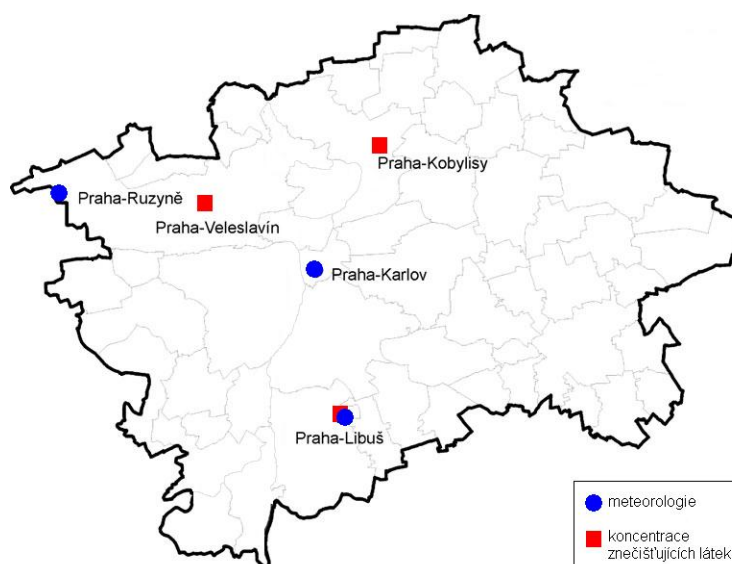 Praha-Kobylisy
Praha-Ruzyně
Praha-Veleslavín
Praha-Karlov
Praha-Libuš
meteorologie
koncentrace
znečišťujících látek